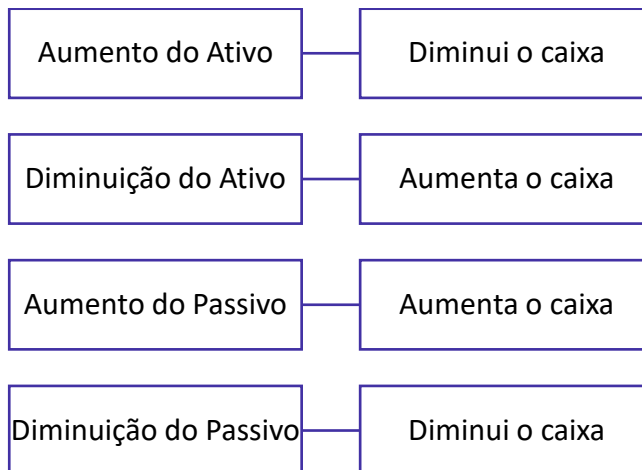 Aumento do Ativo
Diminui o caixa
Diminuição do Ativo
Aumenta o caixa
Aumento do Passivo
Aumenta o caixa
Diminuição do Passivo
Diminui o caixa